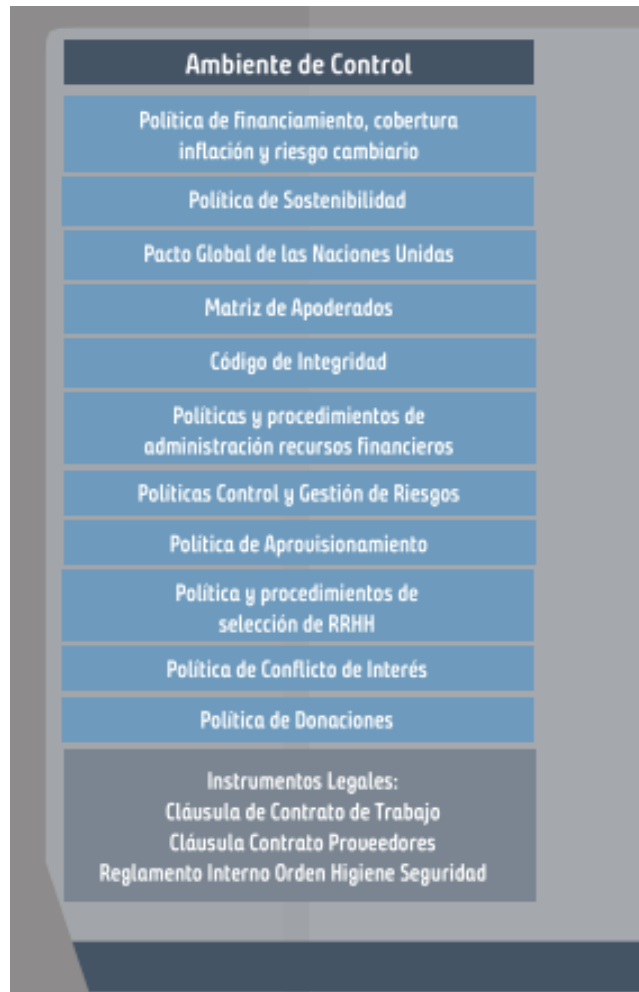 Ambiente de Control
Política de financiamiento, cobertura
inflación y riesgo cambiario
Política de Sostenibilidad
Pacto Global de las Naciones Unidas
Matriz de Apoderados
Código de Integridad
Políticas y procedimientos de
administración recursos financieros
Políticas Control y Gestión de Riesgos
Política de Aprovisionamiento
Política y procedimientos de
selección de RRHH
Política de Conflicto de Interés
Política de Donaciones
Instrumentos Legales:
Cláusula de Contrato de Trabajo
Cláusula Contrato Proveedores
Reglamento Interno Orden Higiene Seguridad